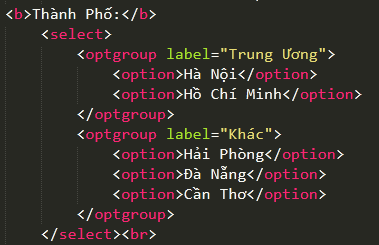 <b>Thành Phố:</b>
<select>
<optgroup label="Trung Ương">
<option>Hà Nội</option>
<option>Hồ Chí Minh</option>
</optgroup>
<optgroup label="Khác">
<option>Hải Phòng</option>
<option>Đà Nẵng</option>
<option>Cần Thơ</option>
</optgroup>
</select><br>